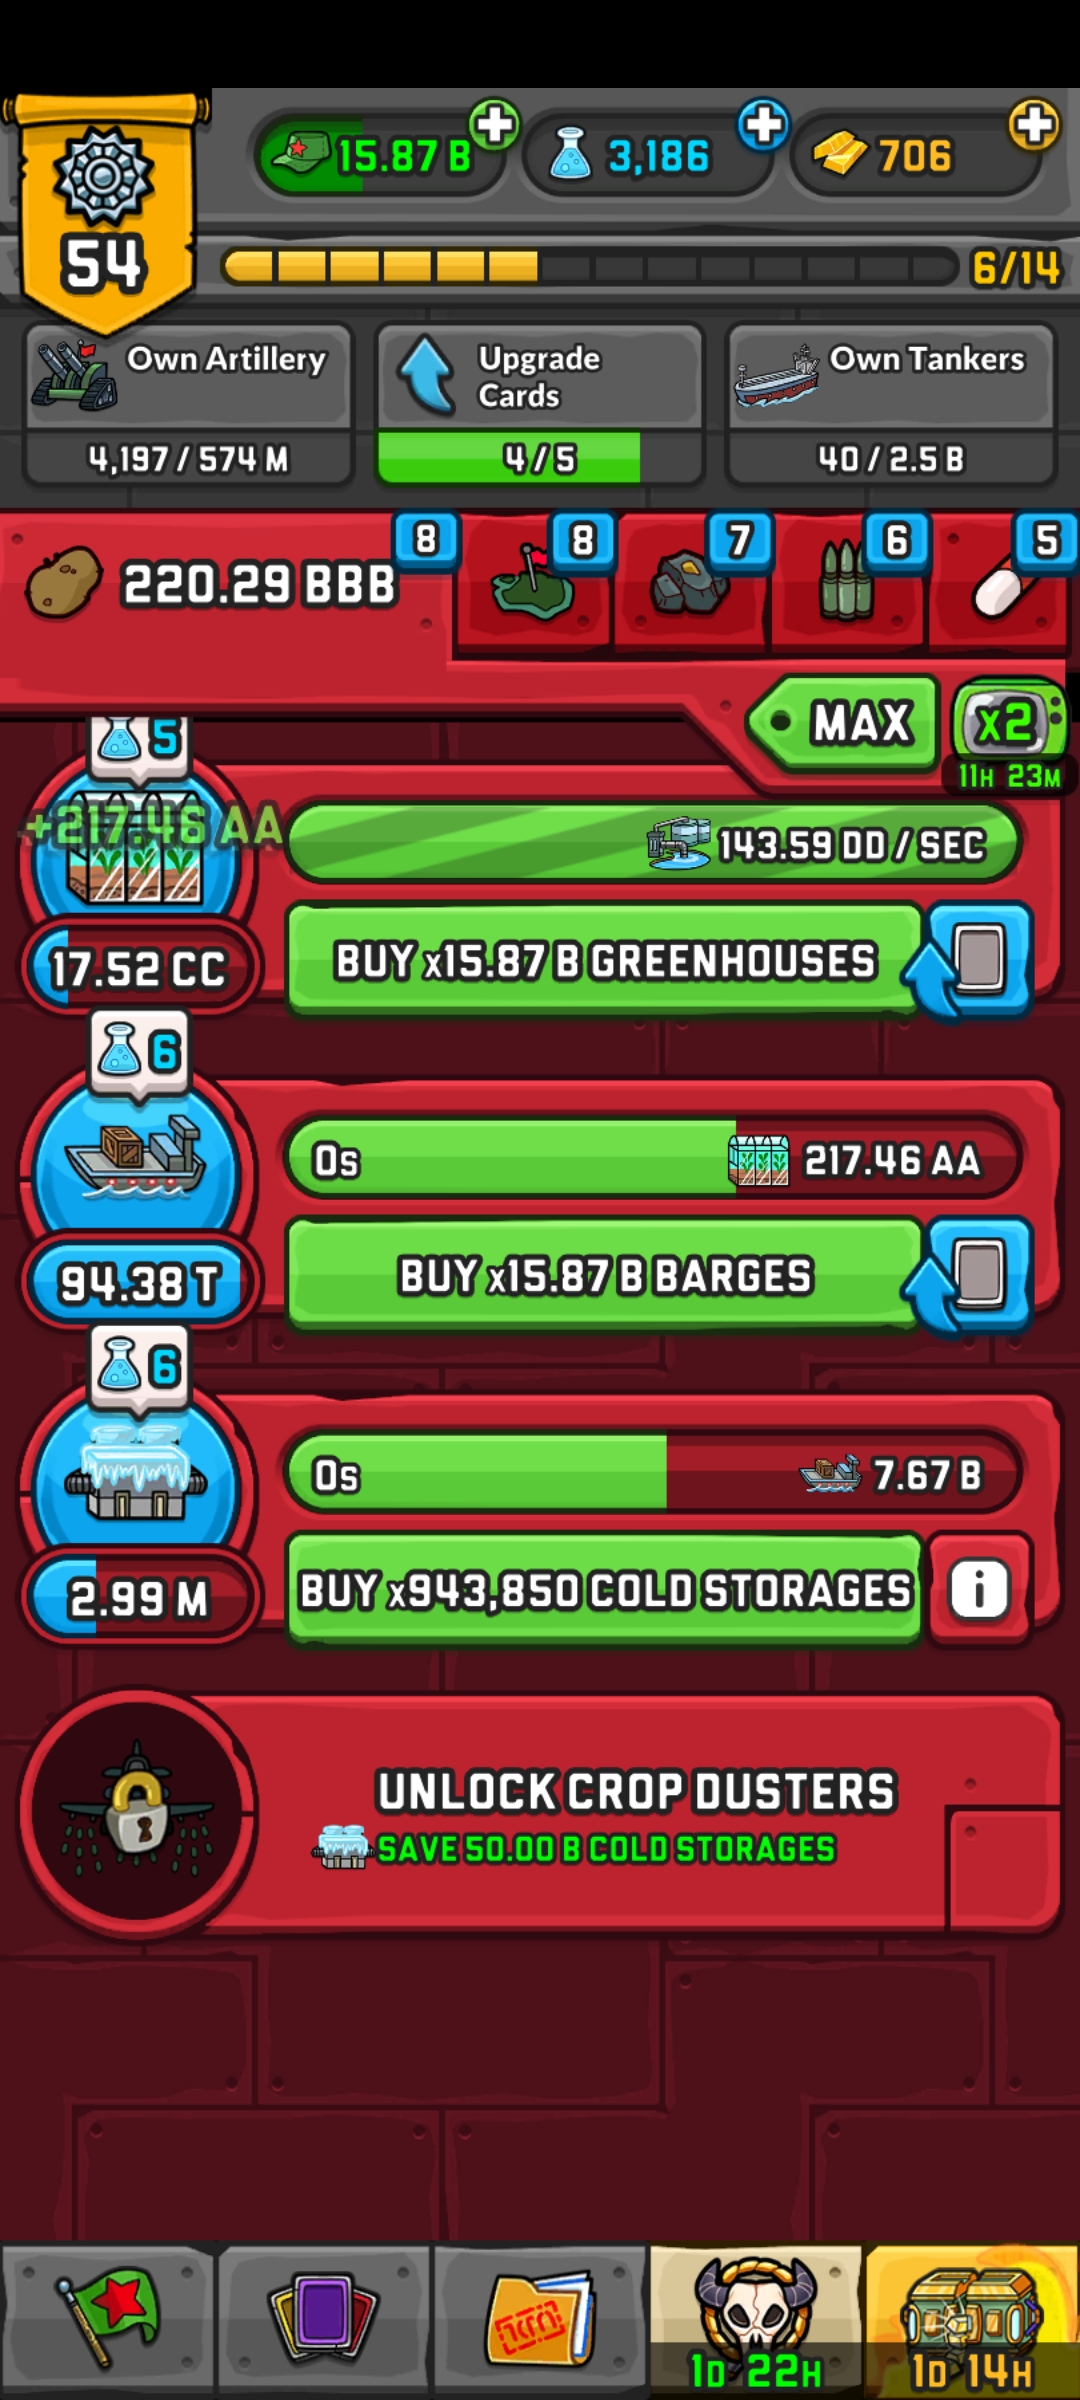 15.87 B
3,186
706
54
6/14
Own Artillery
4,197 / 574 M
Upgrade
Cards
4 / 5
Own Tankers
40 / 2.5 B
220.29 BBB
8
8
7
6
5
MAX
x2
11H 23M
5
+217.46 AA
143.59 DD / SEC
17.52 CC
BUY x15.87 B GREENHOUSES
6
0s
217.46 AA
94.38 T
BUY x15.87 B BARGES
6
0s
7.67 B
2.99 M
BUY x943,850 COLD STORAGES
i
UNLOCK CROP DUSTERS
SAVE 50.00 B COLD STORAGES
1D 22H
1D 14H